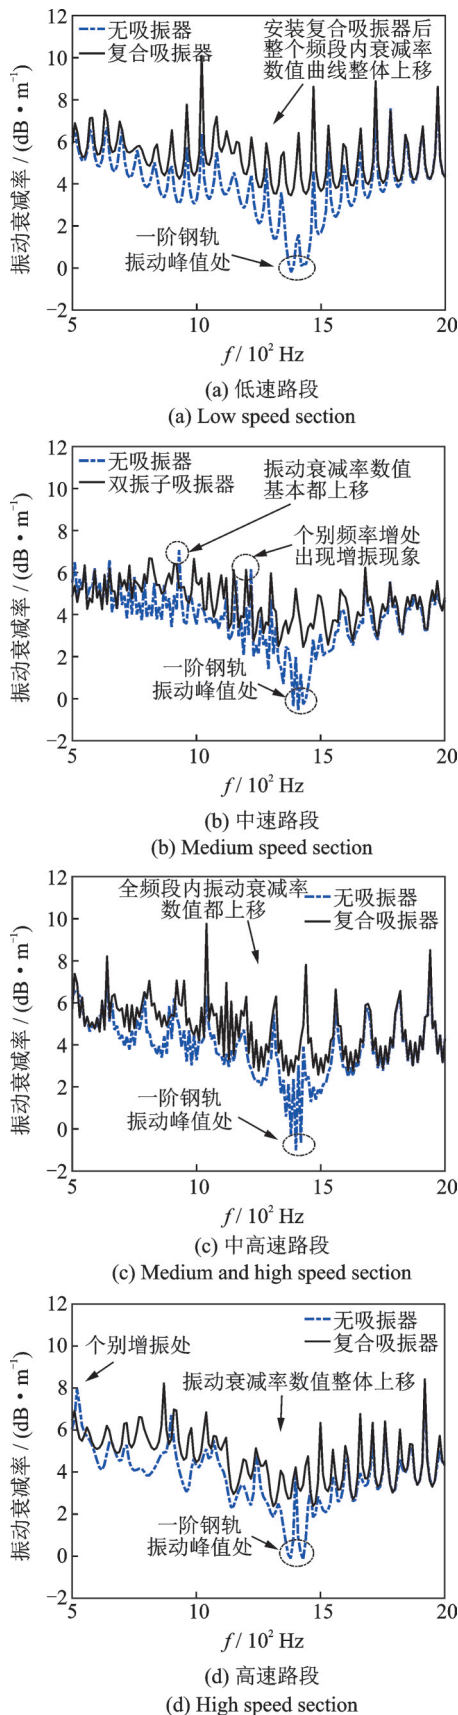 12
10
8
6
4
2
0
−2
振动衰减率 / (dB • m⁻¹)
无吸振器
复合吸振器
安装复合吸振器后
整个频段内衰减率
数值曲线整体上移
一阶钢轨
振动峰值处
5 10 15 20
f / 10² Hz
(a) 低速路段
(a) Low speed section
12
10
8
6
4
2
0
−2
振动衰减率 / (dB • m⁻¹)
无吸振器
双振子吸振器
振动衰减率数值
基本都上移
个别频率增处
出现增振现象
一阶钢轨
振动峰值处
5 10 15 20
f / 10² Hz
(b) 中速路段
(b) Medium speed section
12
10
8
6
4
2
0
−2
振动衰减率 / (dB • m⁻¹)
全频段内振动衰减率
数值都上移
无吸振器
复合吸振器
一阶钢轨
振动峰值处
5 10 15 20
f / 10² Hz
(c) 中高速路段
(c) Medium and high speed section
12
10
8
6
4
2
0
−2
振动衰减率 / (dB • m⁻¹)
无吸振器
复合吸振器
个别增振处
振动衰减率数值整体上移
一阶钢轨
振动峰值处
5 10 15 20
f / 10² Hz
(d) 高速路段
(d) High speed section